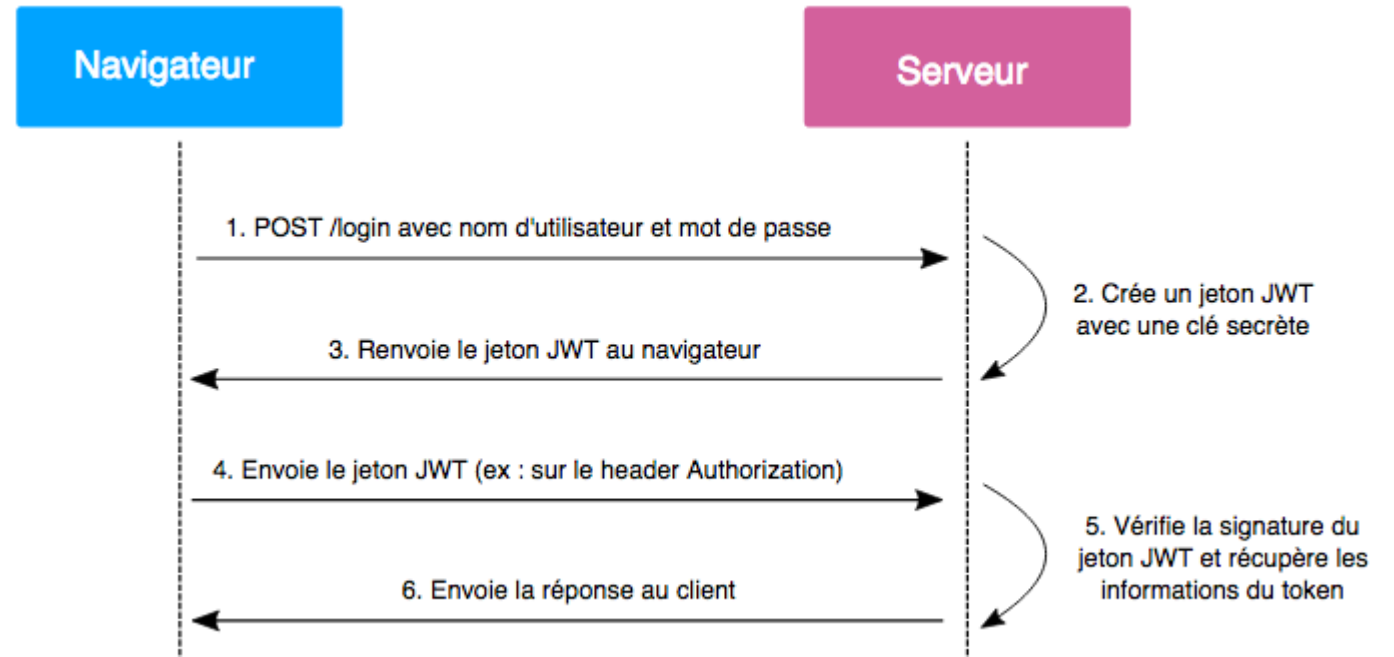 Navigateur
Serveur
1. POST /login avec nom d'utilisateur et mot de passe
2. Crée un jeton JWT
avec une clé secrète
3. Renvoie le jeton JWT au navigateur
4. Envoie le jeton JWT (ex : sur le header Authorization)
5. Vérifie la signature du
jeton JWT et récupère les
informations du token
6. Envoie la réponse au client